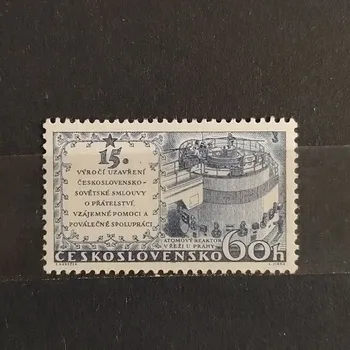 15.
VÝROČÍ UZAVŘENÍ
ČESKOSLOVENSKO-
SOVĚTSKÉ SMLOUVY
O PŘÁTELSTVÍ,
VZÁJEMNÉ POMOCI A
POVÁLEČNÉ SPOLUPRÁCI
ATOMOVÝ REAKTOR
V ŘEŽI U PRAHY
ČESKOSLOVENSKO 60h